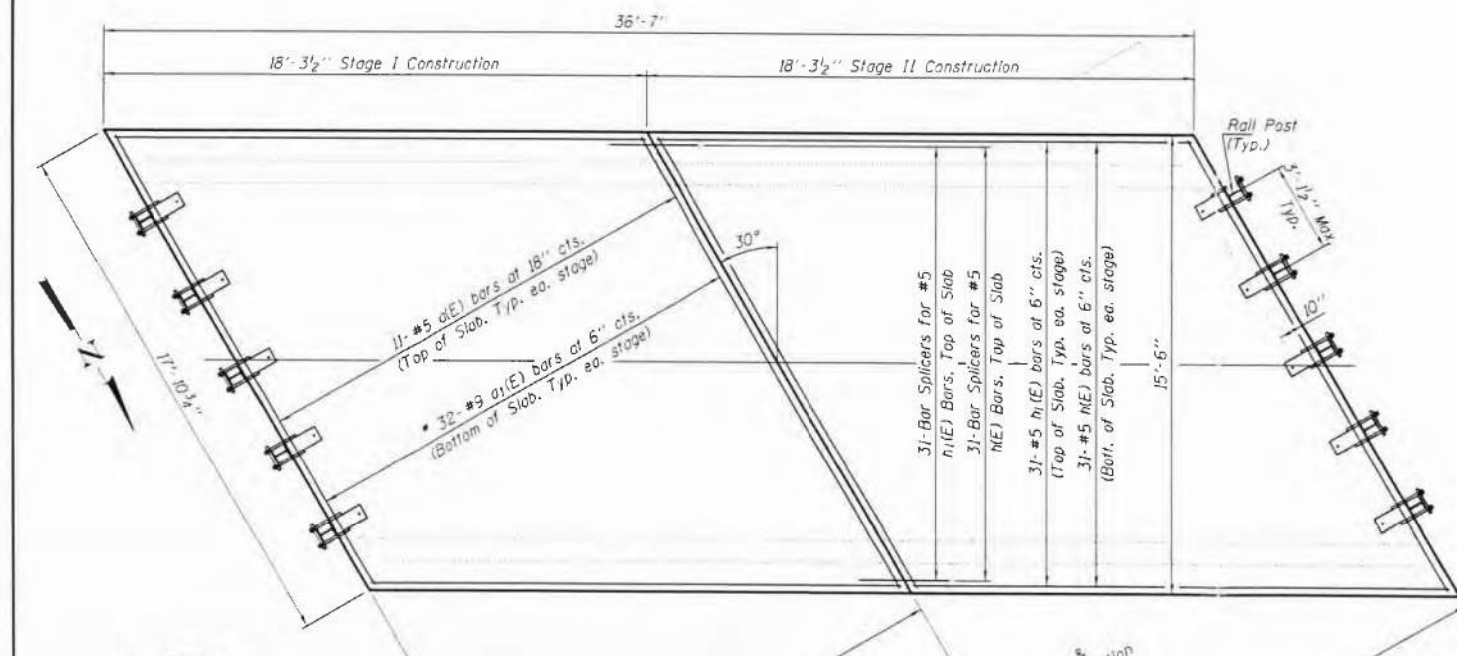 36'-7"
18'-3½" Stage I Construction
18'-3½" Stage II Construction
Rail Post
(Typ.)
3'-1½" Max
Typ.
30°
11- #5 a(E) bars at 18" cts.
(Top of Slab. Typ. ea. stage)
* 32- #9 a1(E) bars at 6" cts.
(Bottom of Slab. Typ. ea. stage)
N
17'-10¾"
31-Bar Splicers for #5
h1(E) Bars, Top of Slab
31-Bar Splicers for #5
h(E) Bars, Top of Slab
31- #5 h1(E) bars at 6" cts.
(Top of Slab. Typ. ea. stage)
31- #5 h(E) bars at 6" cts.
(Bott. of Slab. Typ. ea. stage)
15'-6"
10"